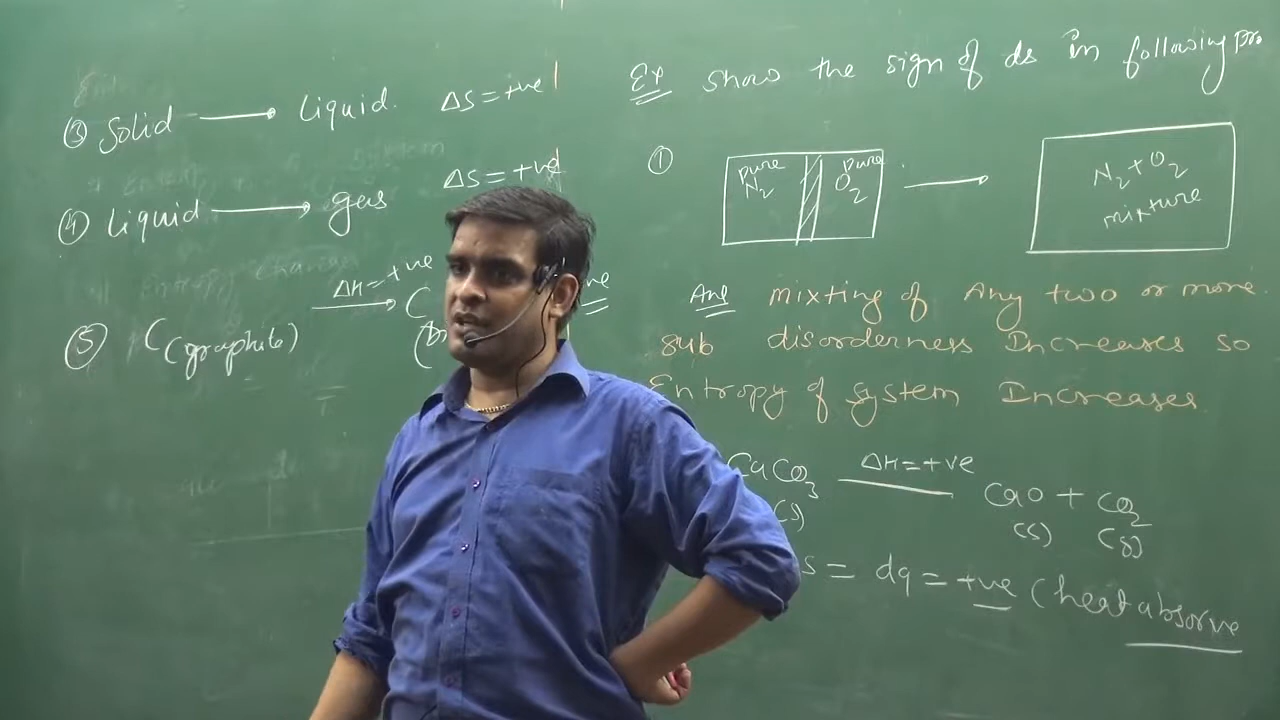 ③ Solid ⟶ Liquid. ΔS = +ve
④ Liquid ⟶ gas ΔS = +ve
⑤ C(graphite) ΔH = +ve ⟶ C ve
Ex show the sign of ds in following pro
① pure N2 pure O2 ⟶ N2 + O2 mixture
Ans mixting of Any two or more
sub disorderness Increases so
Entropy of system Increases
CaCO3 (s) ΔH = +ve CaO (s) + CO2 (g)
s = dq = +ve (heat absorve